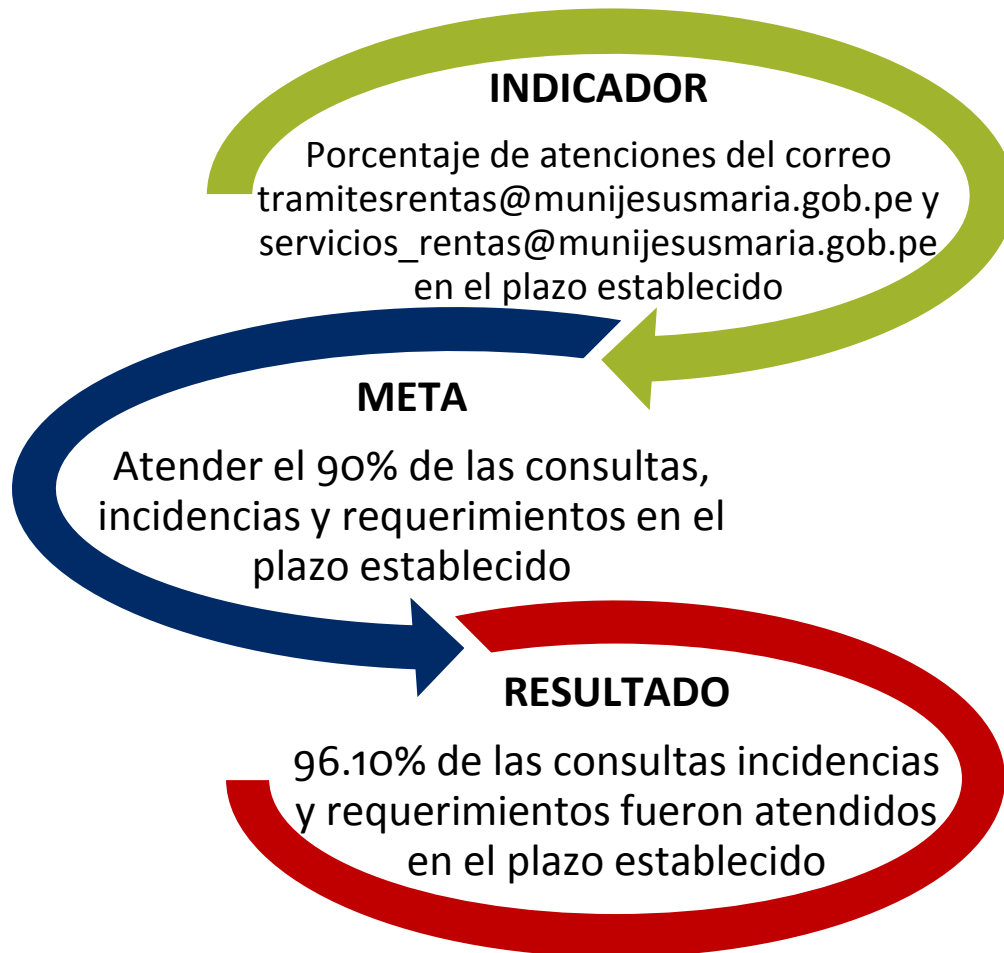 INDICADOR
Porcentaje de atenciones del correo
tramitesrentas@munijesusmaria.gob.pe y
servicios_rentas@munijesusmaria.gob.pe
en el plazo establecido
META
Atender el 90% de las consultas,
incidencias y requerimientos en el
plazo establecido
RESULTADO
96.10% de las consultas incidencias
y requerimientos fueron atendidos
en el plazo establecido